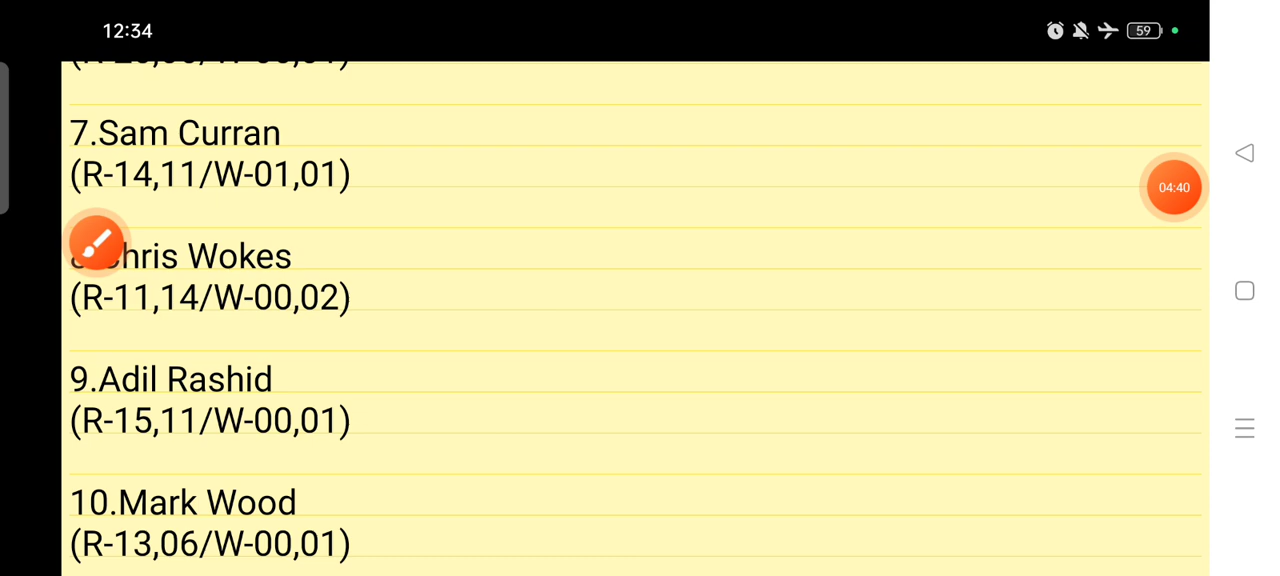 12:34
59
7.Sam Curran
(R-14,11/W-01,01)
04:40
hris Wokes
(R-11,14/W-00,02)
9.Adil Rashid
(R-15,11/W-00,01)
10.Mark Wood
(R-13,06/W-00,01)